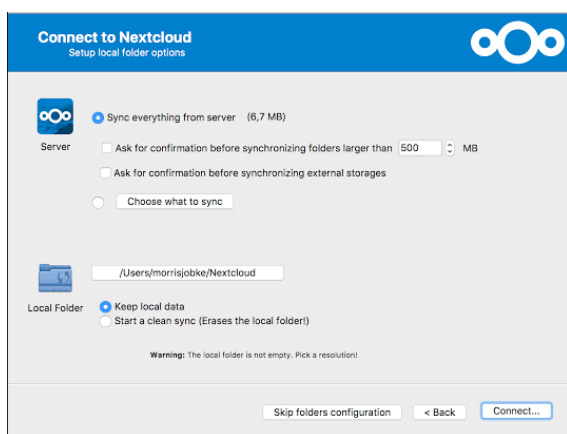 Connect to Nextcloud
Setup local folder options
Sync everything from server (6,7 MB)
Server
Ask for confirmation before synchronizing folders larger than 500 MB
Ask for confirmation before synchronizing external storages
Choose what to sync
/Users/morrisjobke/Nextcloud
Local Folder
Keep local data
Start a clean sync (Erases the local folder!)
Warning: The local folder is not empty. Pick a resolution!
Skip folders configuration < Back Connect...